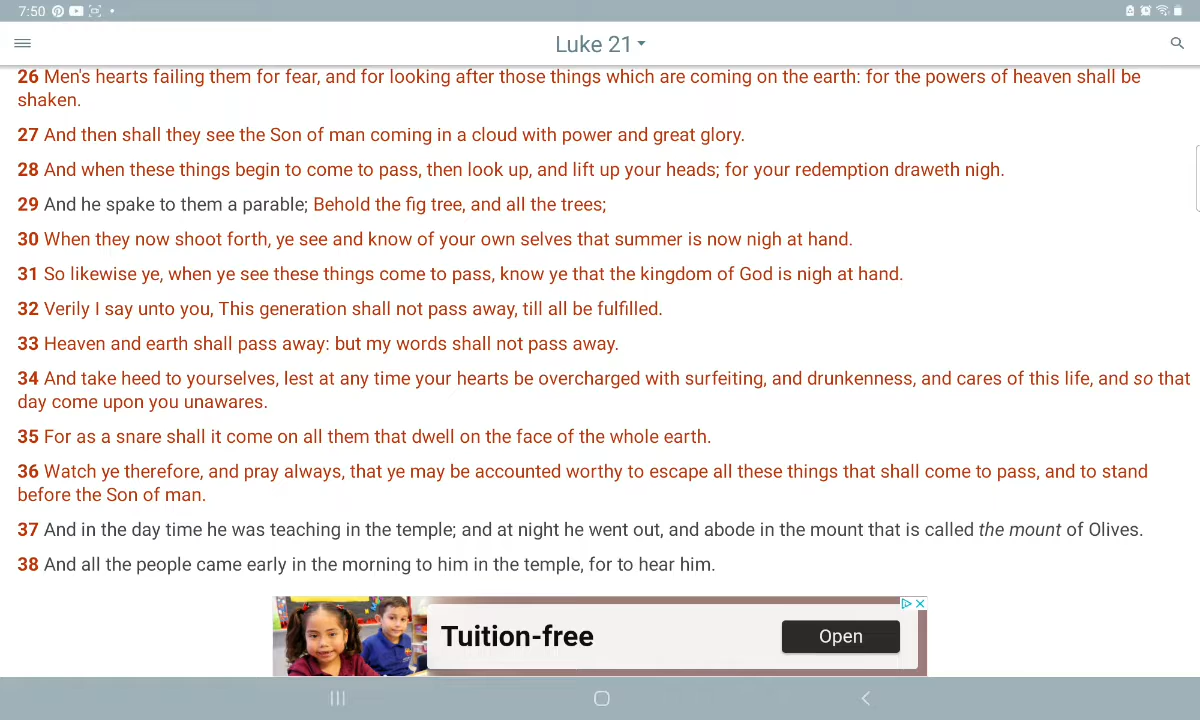 7:50
Luke 21
26 Men's hearts failing them for fear, and for looking after those things which are coming on the earth: for the powers of heaven shall be
shaken.
27 And then shall they see the Son of man coming in a cloud with power and great glory.
28 And when these things begin to come to pass, then look up, and lift up your heads; for your redemption draweth nigh.
29 And he spake to them a parable; Behold the fig tree, and all the trees;
30 When they now shoot forth, ye see and know of your own selves that summer is now nigh at hand.
31 So likewise ye, when ye see these things come to pass, know ye that the kingdom of God is nigh at hand.
32 Verily I say unto you, This generation shall not pass away, till all be fulfilled.
33 Heaven and earth shall pass away: but my words shall not pass away.
34 And take heed to yourselves, lest at any time your hearts be overcharged with surfeiting, and drunkenness, and cares of this life, and so that
day come upon you unawares.
35 For as a snare shall it come on all them that dwell on the face of the whole earth.
36 Watch ye therefore, and pray always, that ye may be accounted worthy to escape all these things that shall come to pass, and to stand
before the Son of man.
37 And in the day time he was teaching in the temple; and at night he went out, and abode in the mount that is called the mount of Olives.
38 And all the people came early in the morning to him in the temple, for to hear him.
Tuition-free
Open